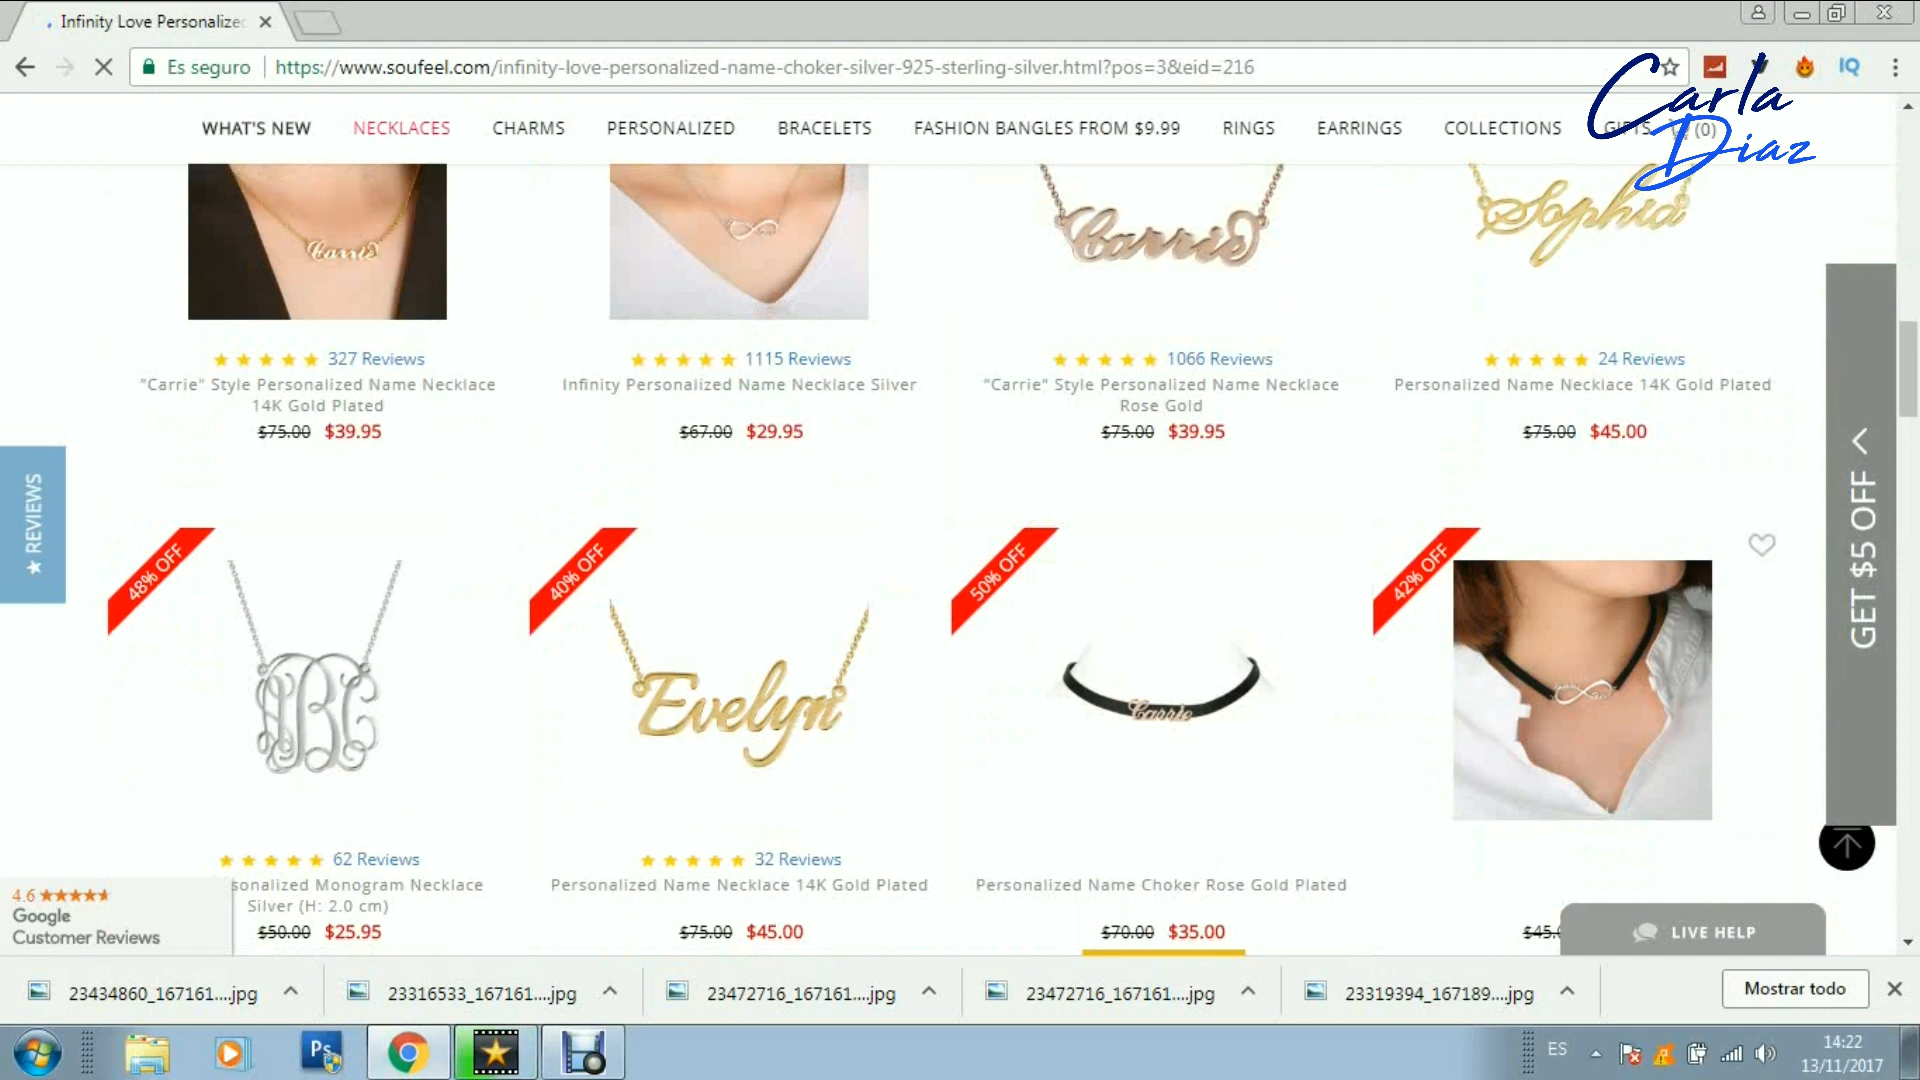 Infinity Love Personalize
Es seguro
https://www.soufeel.com/infinity-love-personalized-name-choker-silver-925-sterling-silver.html?pos=3&eid=216
IQ
Carla
Diaz
WHAT'S NEW NECKLACES CHARMS PERSONALIZED BRACELETS FASHION BANGLES FROM $9.99 RINGS EARRINGS COLLECTIONS GIFTS (0)
Carrie
Carrie
Sophia
327 Reviews
1115 Reviews
1066 Reviews
24 Reviews
"Carrie" Style Personalized Name Necklace
14K Gold Plated
Infinity Personalized Name Necklace Silver
"Carrie" Style Personalized Name Necklace
Rose Gold
Personalized Name Necklace 14K Gold Plated
$75.00 $39.95
$67.00 $29.95
$75.00 $39.95
$75.00 $45.00
★ REVIEWS
GET $5 OFF
48% OFF
40% OFF
50% OFF
42% OFF
Evelyn
Carrie
62 Reviews
32 Reviews
sonalized Monogram Necklace
Silver (H: 2.0 cm)
Personalized Name Necklace 14K Gold Plated
Personalized Name Choker Rose Gold Plated
$50.00 $25.95
$75.00 $45.00
$70.00 $35.00
$45.
4.6
Google
Customer Reviews
LIVE HELP
23434860_167161....jpg
23316533_167161....jpg
23472716_167161....jpg
23472716_167161....jpg
23319394_167189....jpg
Mostrar todo
Ps
ES
14:22
13/11/2017